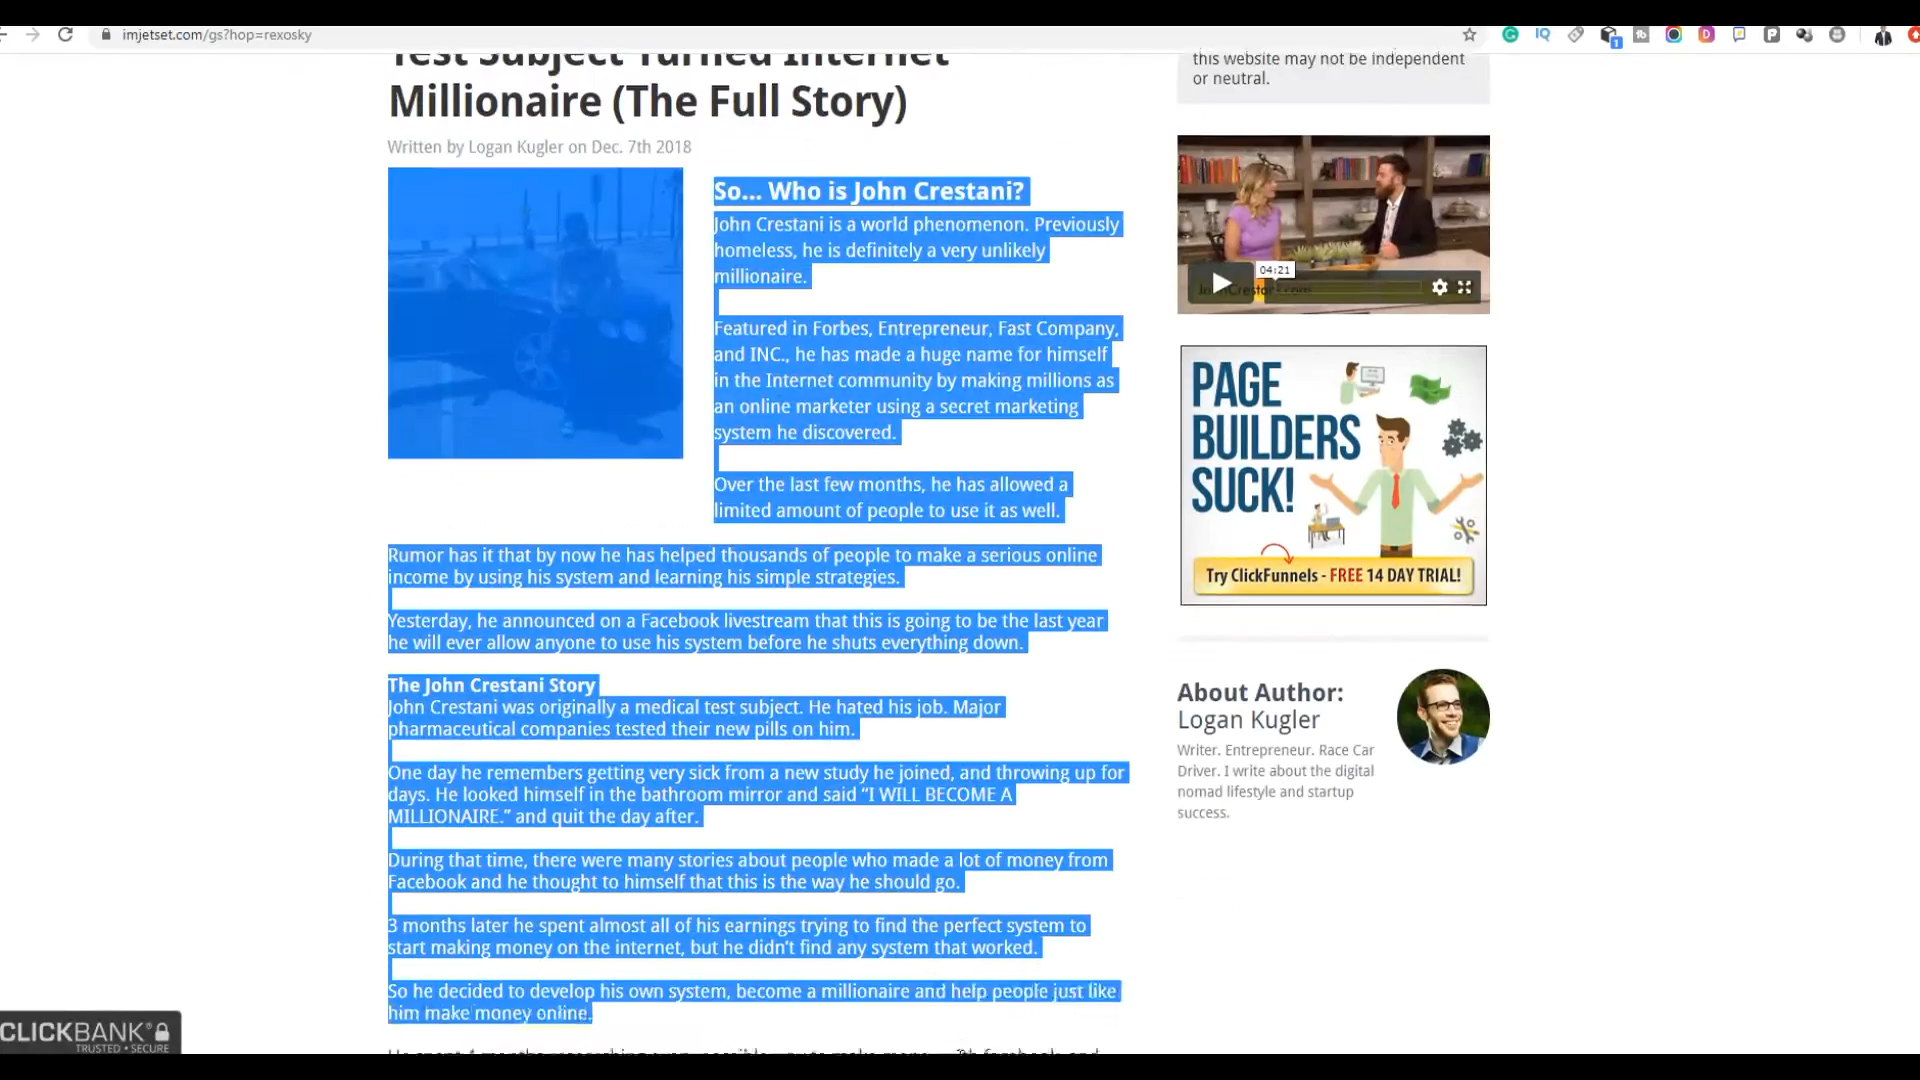 imjetset.com/gs?hop=rexosky
Test Subject Turned Internet
Millionaire (The Full Story)
Written by Logan Kugler on Dec. 7th 2018
So... Who is John Crestani?
John Crestani is a world phenomenon. Previously
homeless, he is definitely a very unlikely
millionaire.
Featured in Forbes, Entrepreneur, Fast Company,
and INC., he has made a huge name for himself
in the Internet community by making millions as
an online marketer using a secret marketing
system he discovered.
Over the last few months, he has allowed a
limited amount of people to use it as well.
Rumor has it that by now he has helped thousands of people to make a serious online
income by using his system and learning his simple strategies.
Yesterday, he announced on a Facebook livestream that this is going to be the last year
he will ever allow anyone to use his system before he shuts everything down.
The John Crestani Story
John Crestani was originally a medical test subject. He hated his job. Major
pharmaceutical companies tested their new pills on him.
One day he remembers getting very sick from a new study he joined, and throwing up for
days. He looked himself in the bathroom mirror and said “I WILL BECOME A
MILLIONAIRE.” and quit the day after.
During that time, there were many stories about people who made a lot of money from
Facebook and he thought to himself that this is the way he should go.
3 months later he spent almost all of his earnings trying to find the perfect system to
start making money on the internet, but he didn’t find any system that worked.
So he decided to develop his own system, become a millionaire and help people just like
him make money online.
this website may not be independent
or neutral.
04:21
PAGE
BUILDERS
SUCK!
Try ClickFunnels - FREE 14 DAY TRIAL!
About Author:
Logan Kugler
Writer. Entrepreneur. Race Car
Driver. I write about the digital
nomad lifestyle and startup
success.
CLICKBANK®
TRUSTED • SECURE